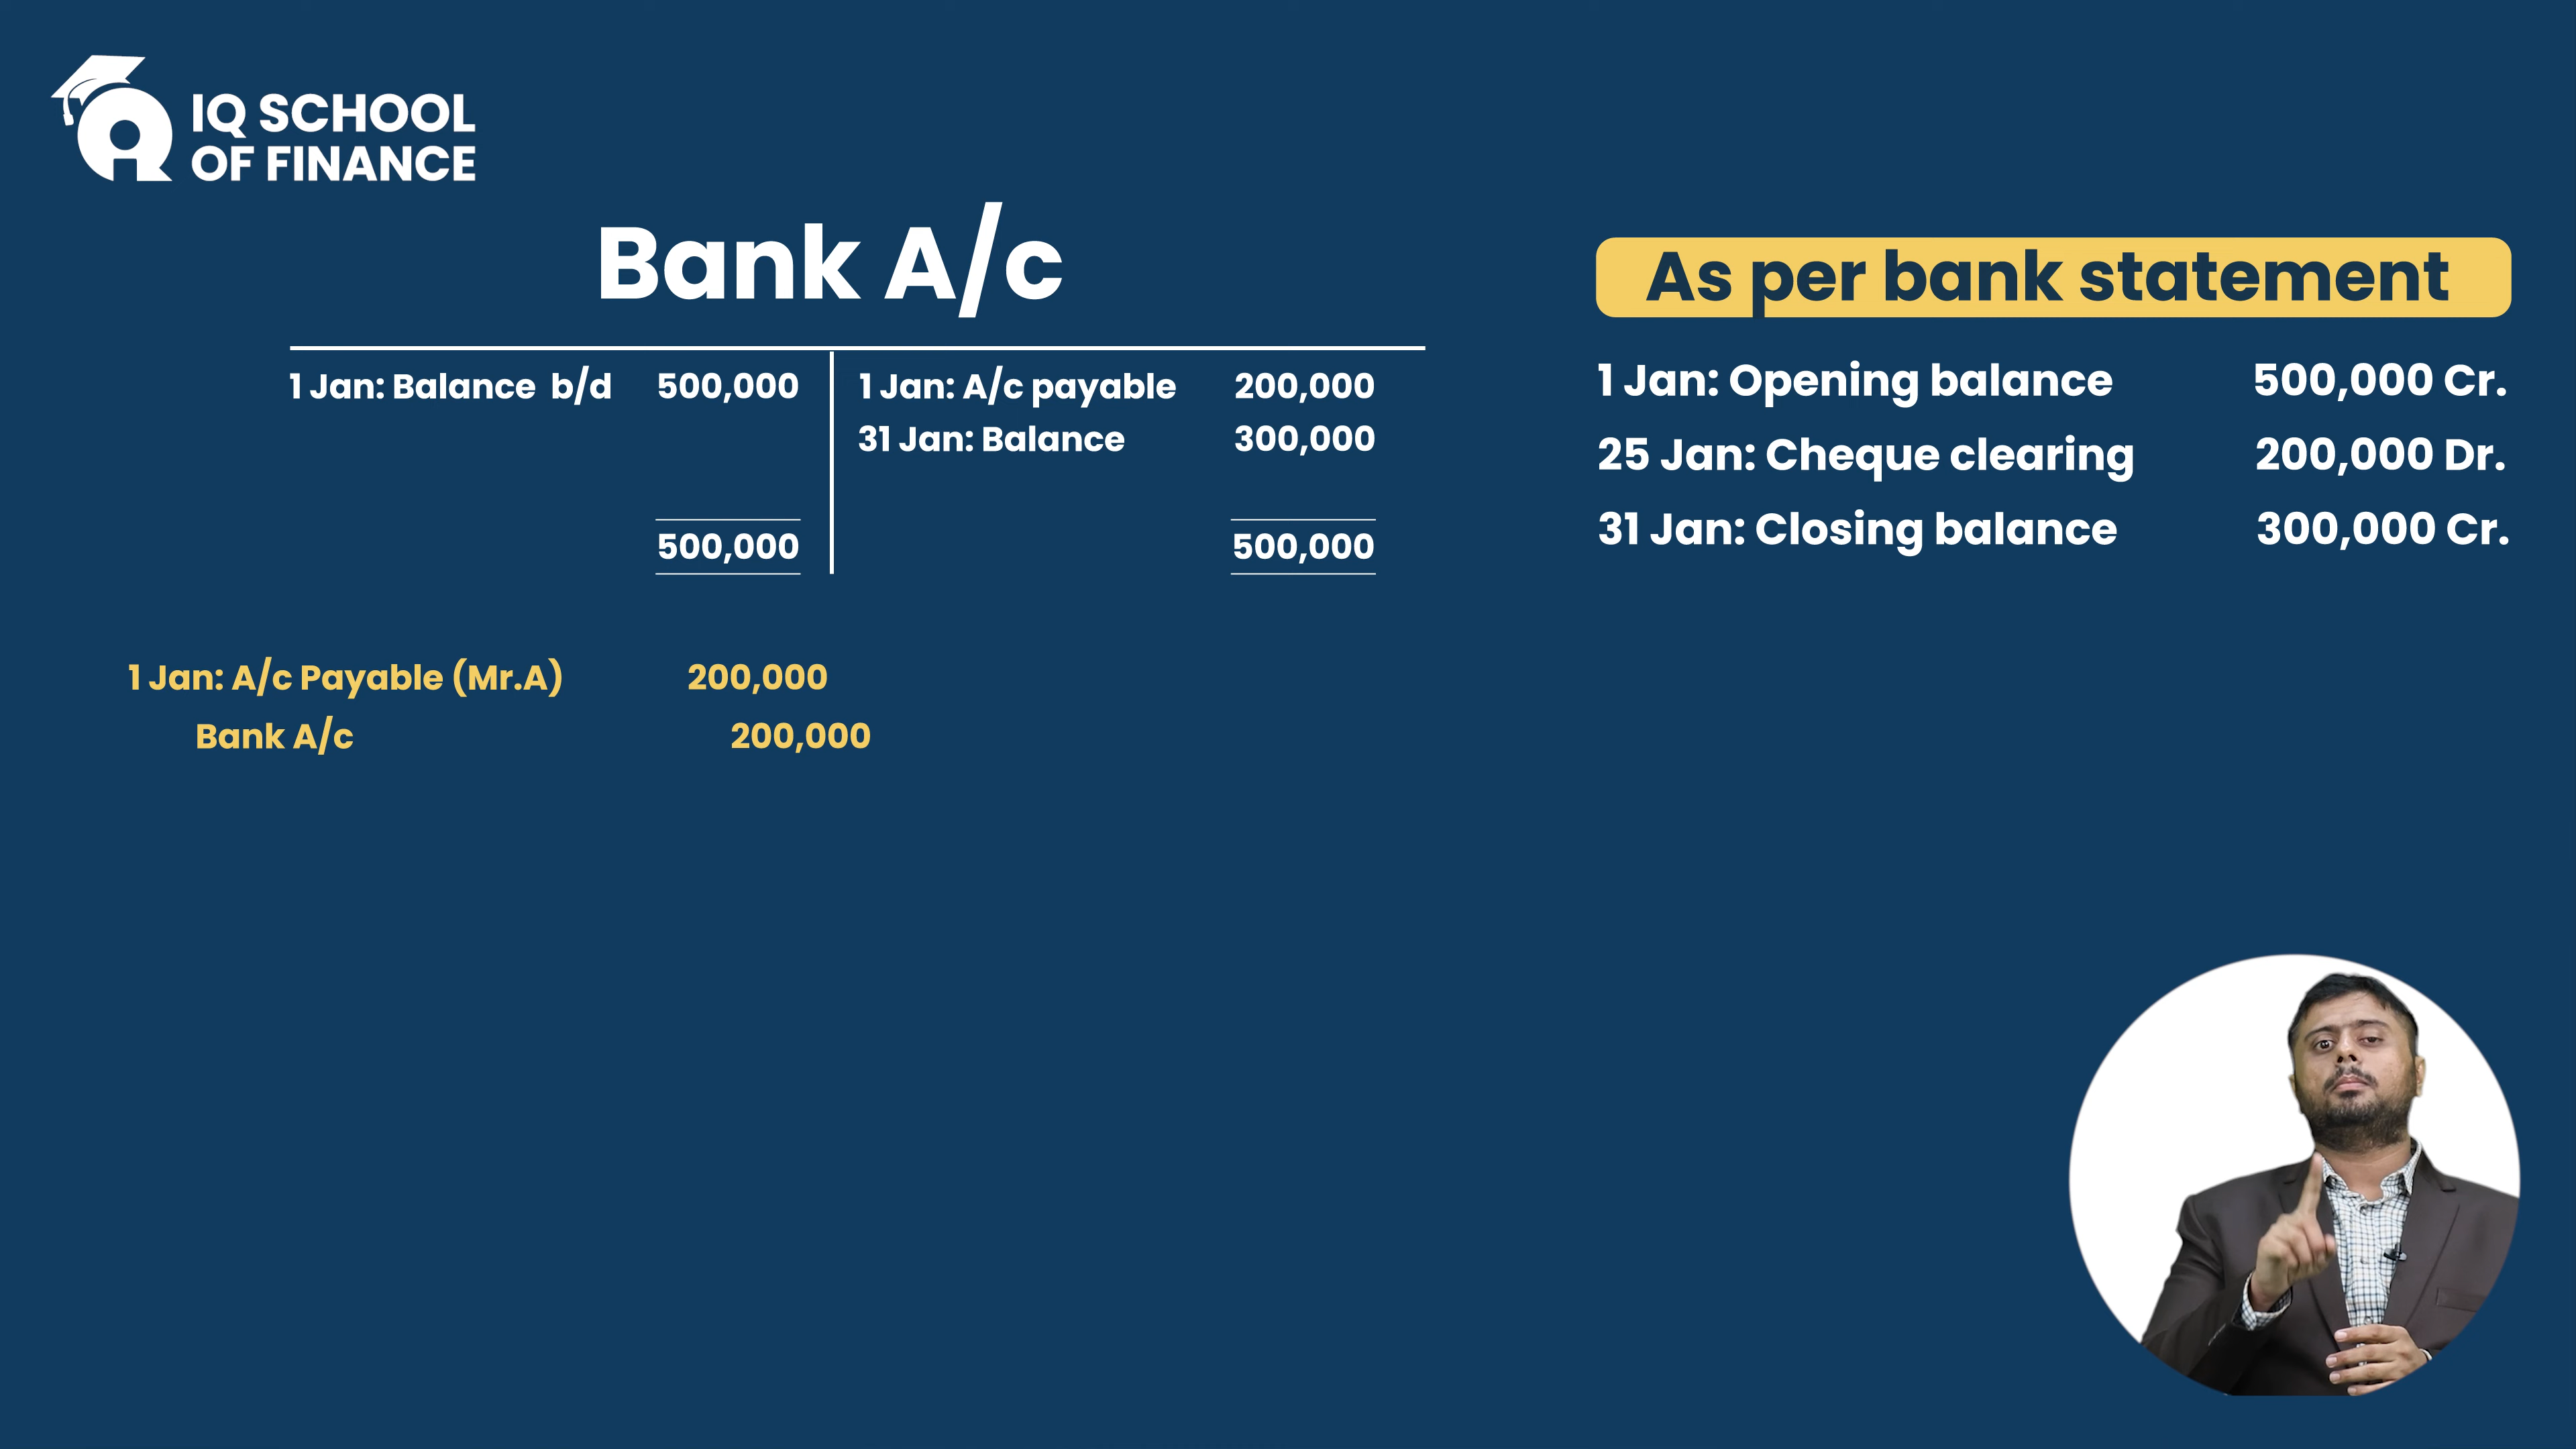 IQ SCHOOL
OF FINANCE
Bank A/c
1 Jan: Balance b/d 500,000 1 Jan: A/c payable 200,000
31 Jan: Balance 300,000
500,000 500,000
As per bank statement
1 Jan: Opening balance 500,000 Cr.
25 Jan: Cheque clearing 200,000 Dr.
31 Jan: Closing balance 300,000 Cr.
1 Jan: A/c Payable (Mr.A) 200,000
Bank A/c 200,000